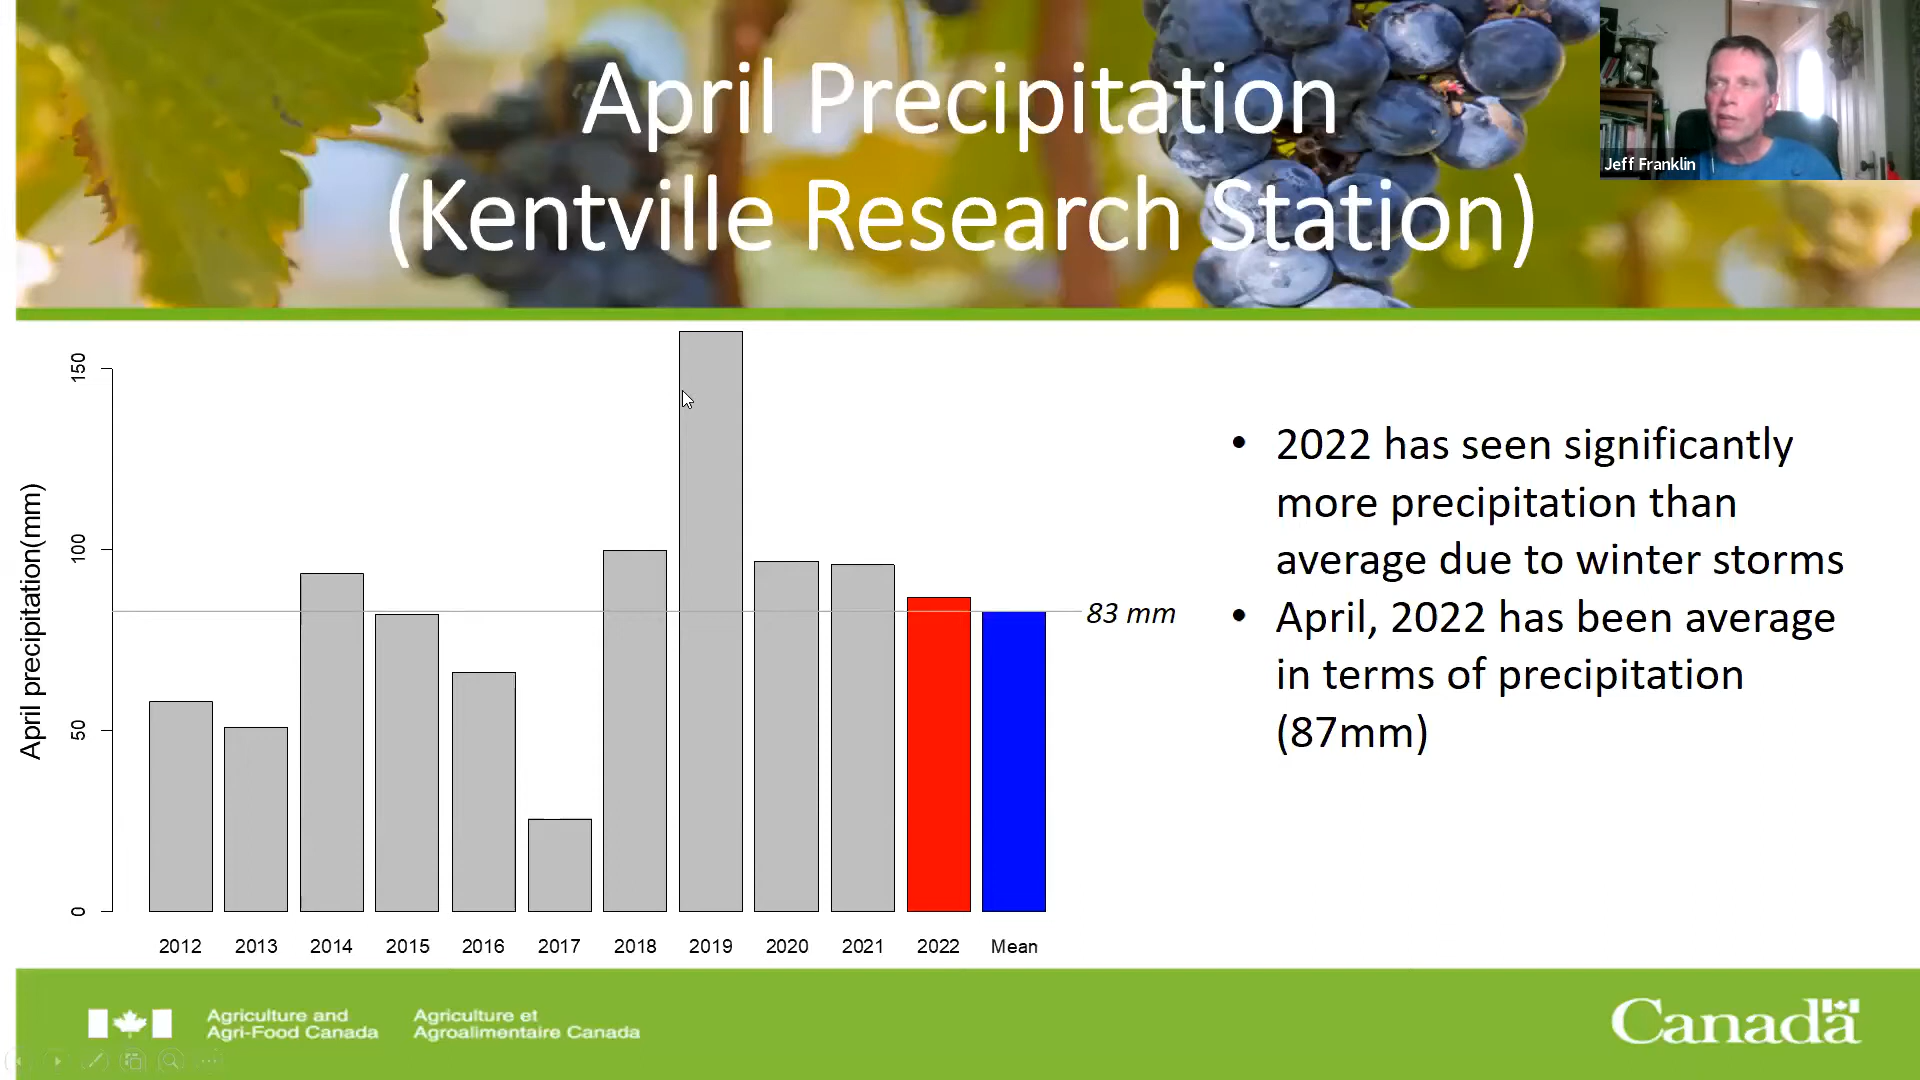 April Precipitation
(Kentville Research Station)
Jeff Franklin
150
100
50
0
April precipitation(mm)
83 mm
2012
2013
2014
2015
2016
2017
2018
2019
2020
2021
2022
Mean
• 2022 has seen significantly
more precipitation than
average due to winter storms
• April, 2022 has been average
in terms of precipitation
(87mm)
Agriculture and
Agri-Food Canada
Agriculture et
Agroalimentaire Canada
Canada